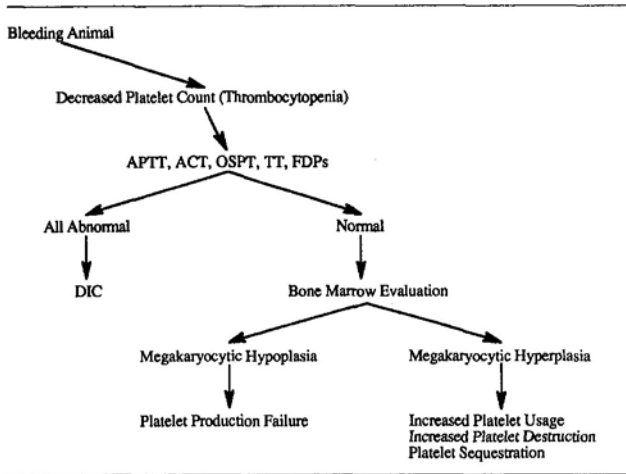 Bleeding Animal
Decreased Platelet Count (Thrombocytopenia)
APTT, ACT, OSPT, TT, FDPs
All Abnormal
Normal
DIC
Bone Marrow Evaluation
Megakaryocytic Hypoplasia
Megakaryocytic Hyperplasia
Platelet Production Failure
Increased Platelet Usage
Increased Platelet Destruction
Platelet Sequestration